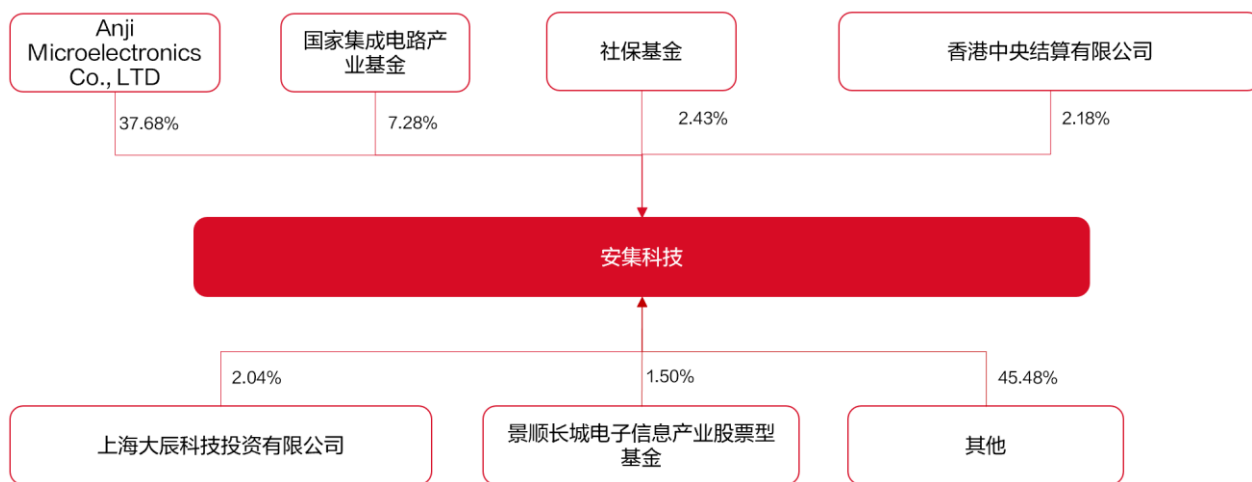 Anji
Microelectronics
Co., LTD
国家集成电路产
业基金
社保基金
香港中央结算有限公司
37.68%
7.28%
2.43%
2.18%
安集科技
2.04%
1.50%
45.48%
上海大辰科技投资有限公司
景顺长城电子信息产业股票型
基金
其他